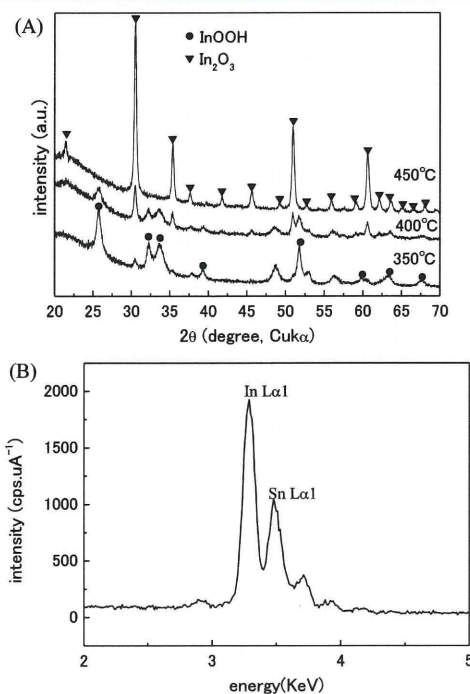 (A)
● InOOH
▼ In₂O₃
intensity (a.u.)
450°C
400°C
350°C
20 25 30 35 40 45 50 55 60 65 70
2θ (degree, Cukα)
(B)
2000
1500
1000
500
0
In Lα1
Sn Lα1
intensity (cps.uA⁻¹)
2 3 4 5
energy(KeV)